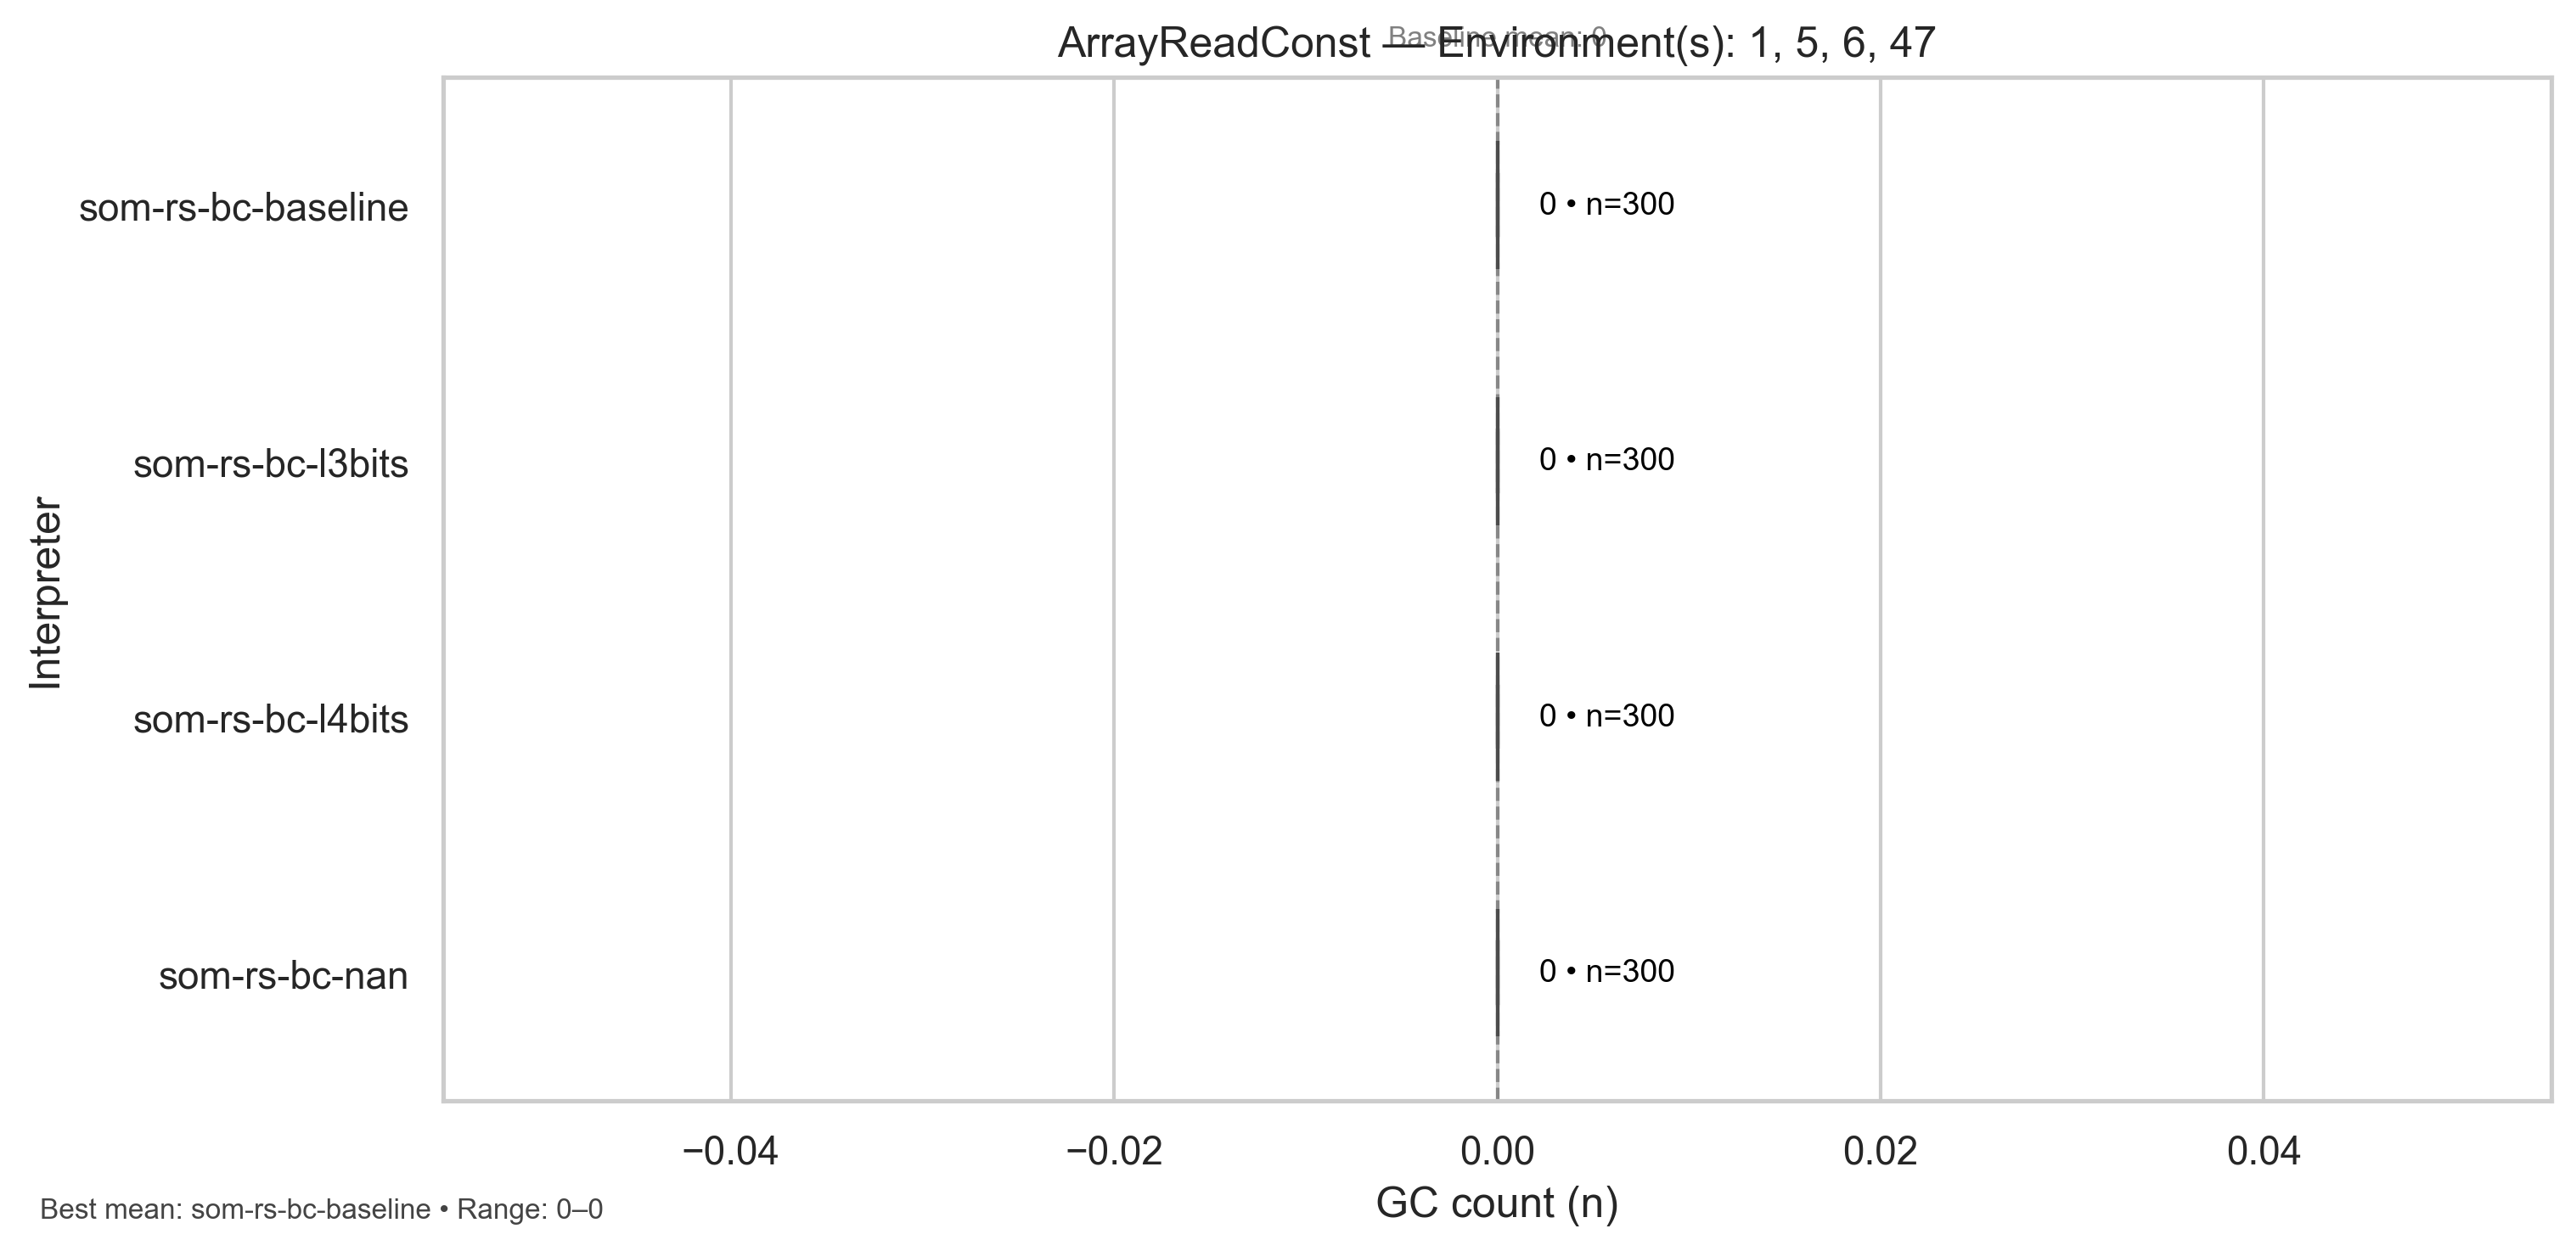 Baseline mean: 0
ArrayReadConst — Environment(s): 1, 5, 6, 47
Interpreter
som-rs-bc-baseline
0 • n=300
som-rs-bc-l3bits
0 • n=300
som-rs-bc-l4bits
0 • n=300
som-rs-bc-nan
0 • n=300
−0.04 −0.02 0.00 0.02 0.04
GC count (n)
Best mean: som-rs-bc-baseline • Range: 0–0